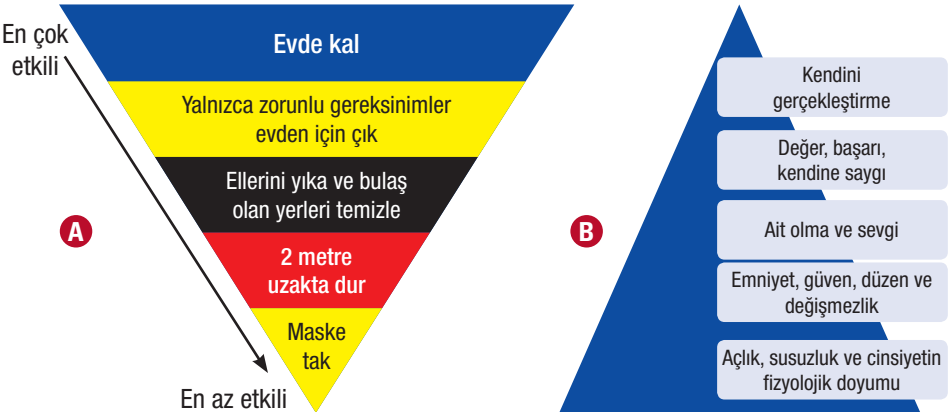 En çok
etkili
Evde kal
Yalnızca zorunlu gereksinimler
evden için çık
Ellerini yıka ve bulaş
olan yerleri temizle
A
2 metre
uzakta dur
Maske
tak
En az etkili
B
Kendini
gerçekleştirme
Değer, başarı,
kendine saygı
Ait olma ve sevgi
Emniyet, güven, düzen ve
değişmezlik
Açlık, susuzluk ve cinsiyetin
fizyolojik doyumu